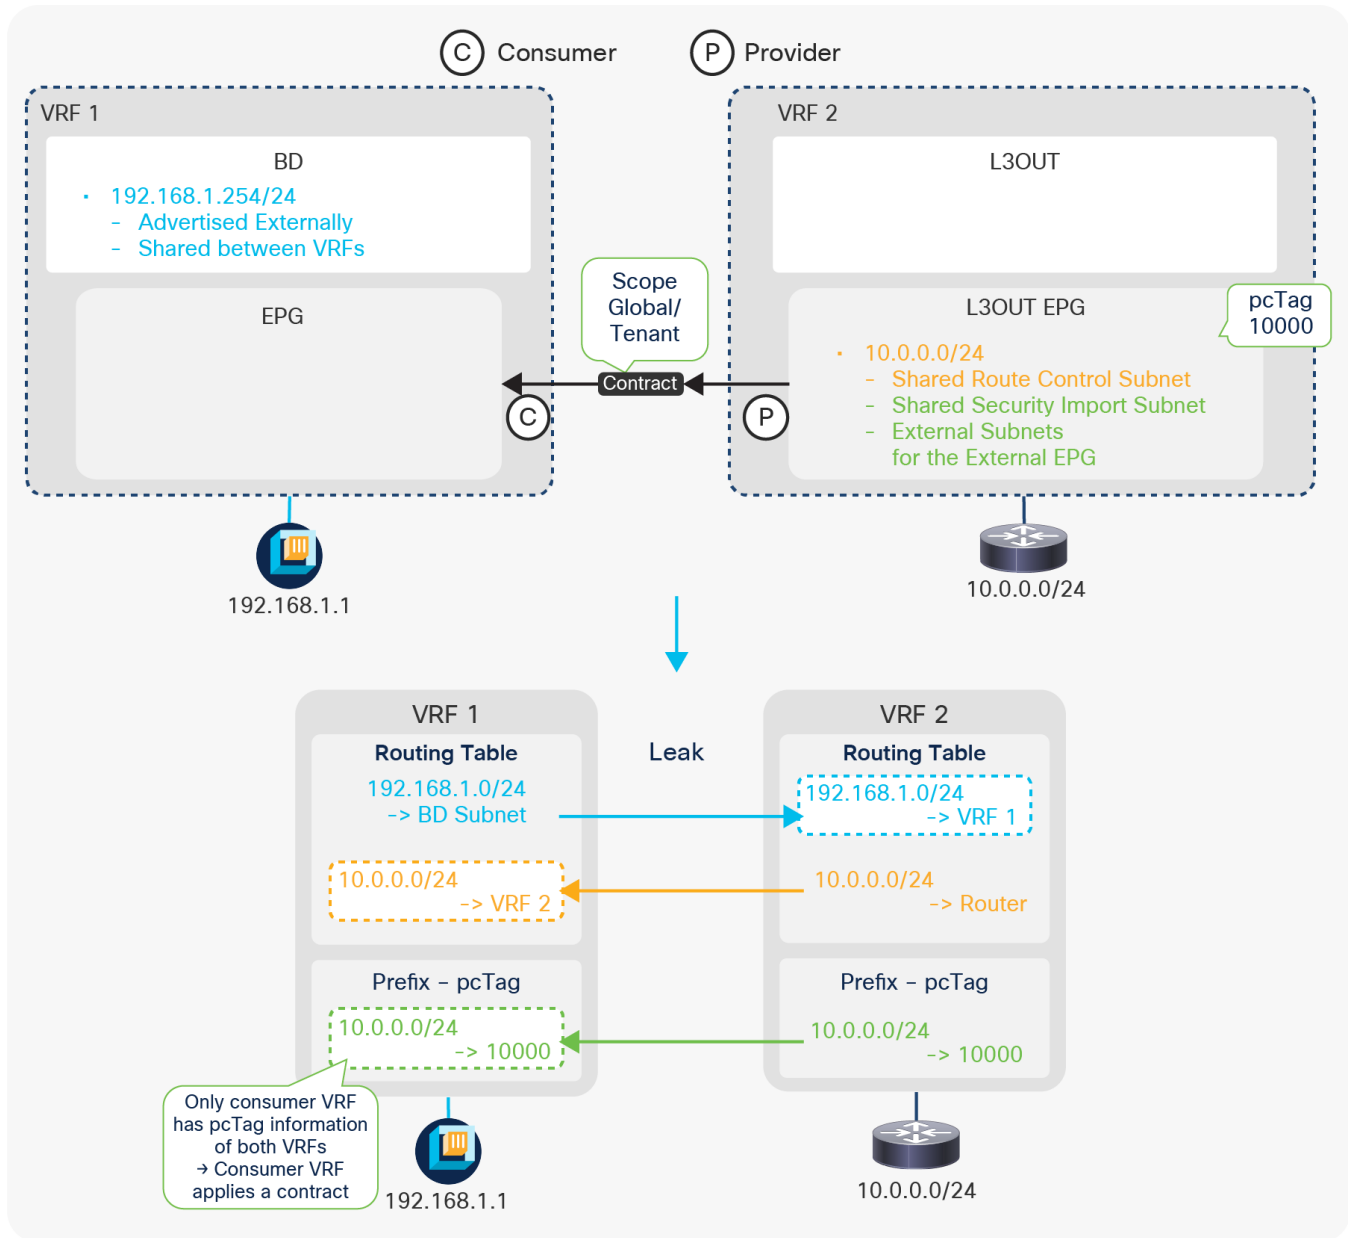 C Consumer
P Provider
VRF 1
BD
· 192.168.1.254/24
– Advertised Externally
– Shared between VRFs
EPG
C
Scope
Global/
Tenant
Contract
P
VRF 2
L3OUT
L3OUT EPG
pcTag
10000
· 10.0.0.0/24
– Shared Route Control Subnet
– Shared Security Import Subnet
– External Subnets
for the External EPG
192.168.1.1
10.0.0.0/24
VRF 1
Routing Table
192.168.1.0/24
-> BD Subnet
10.0.0.0/24
-> VRF 2
Prefix – pcTag
10.0.0.0/24
-> 10000
Only consumer VRF
has pcTag information
of both VRFs
→ Consumer VRF
applies a contract
192.168.1.1
Leak
VRF 2
Routing Table
192.168.1.0/24
-> VRF 1
10.0.0.0/24
-> Router
Prefix – pcTag
10.0.0.0/24
-> 10000
10.0.0.0/24